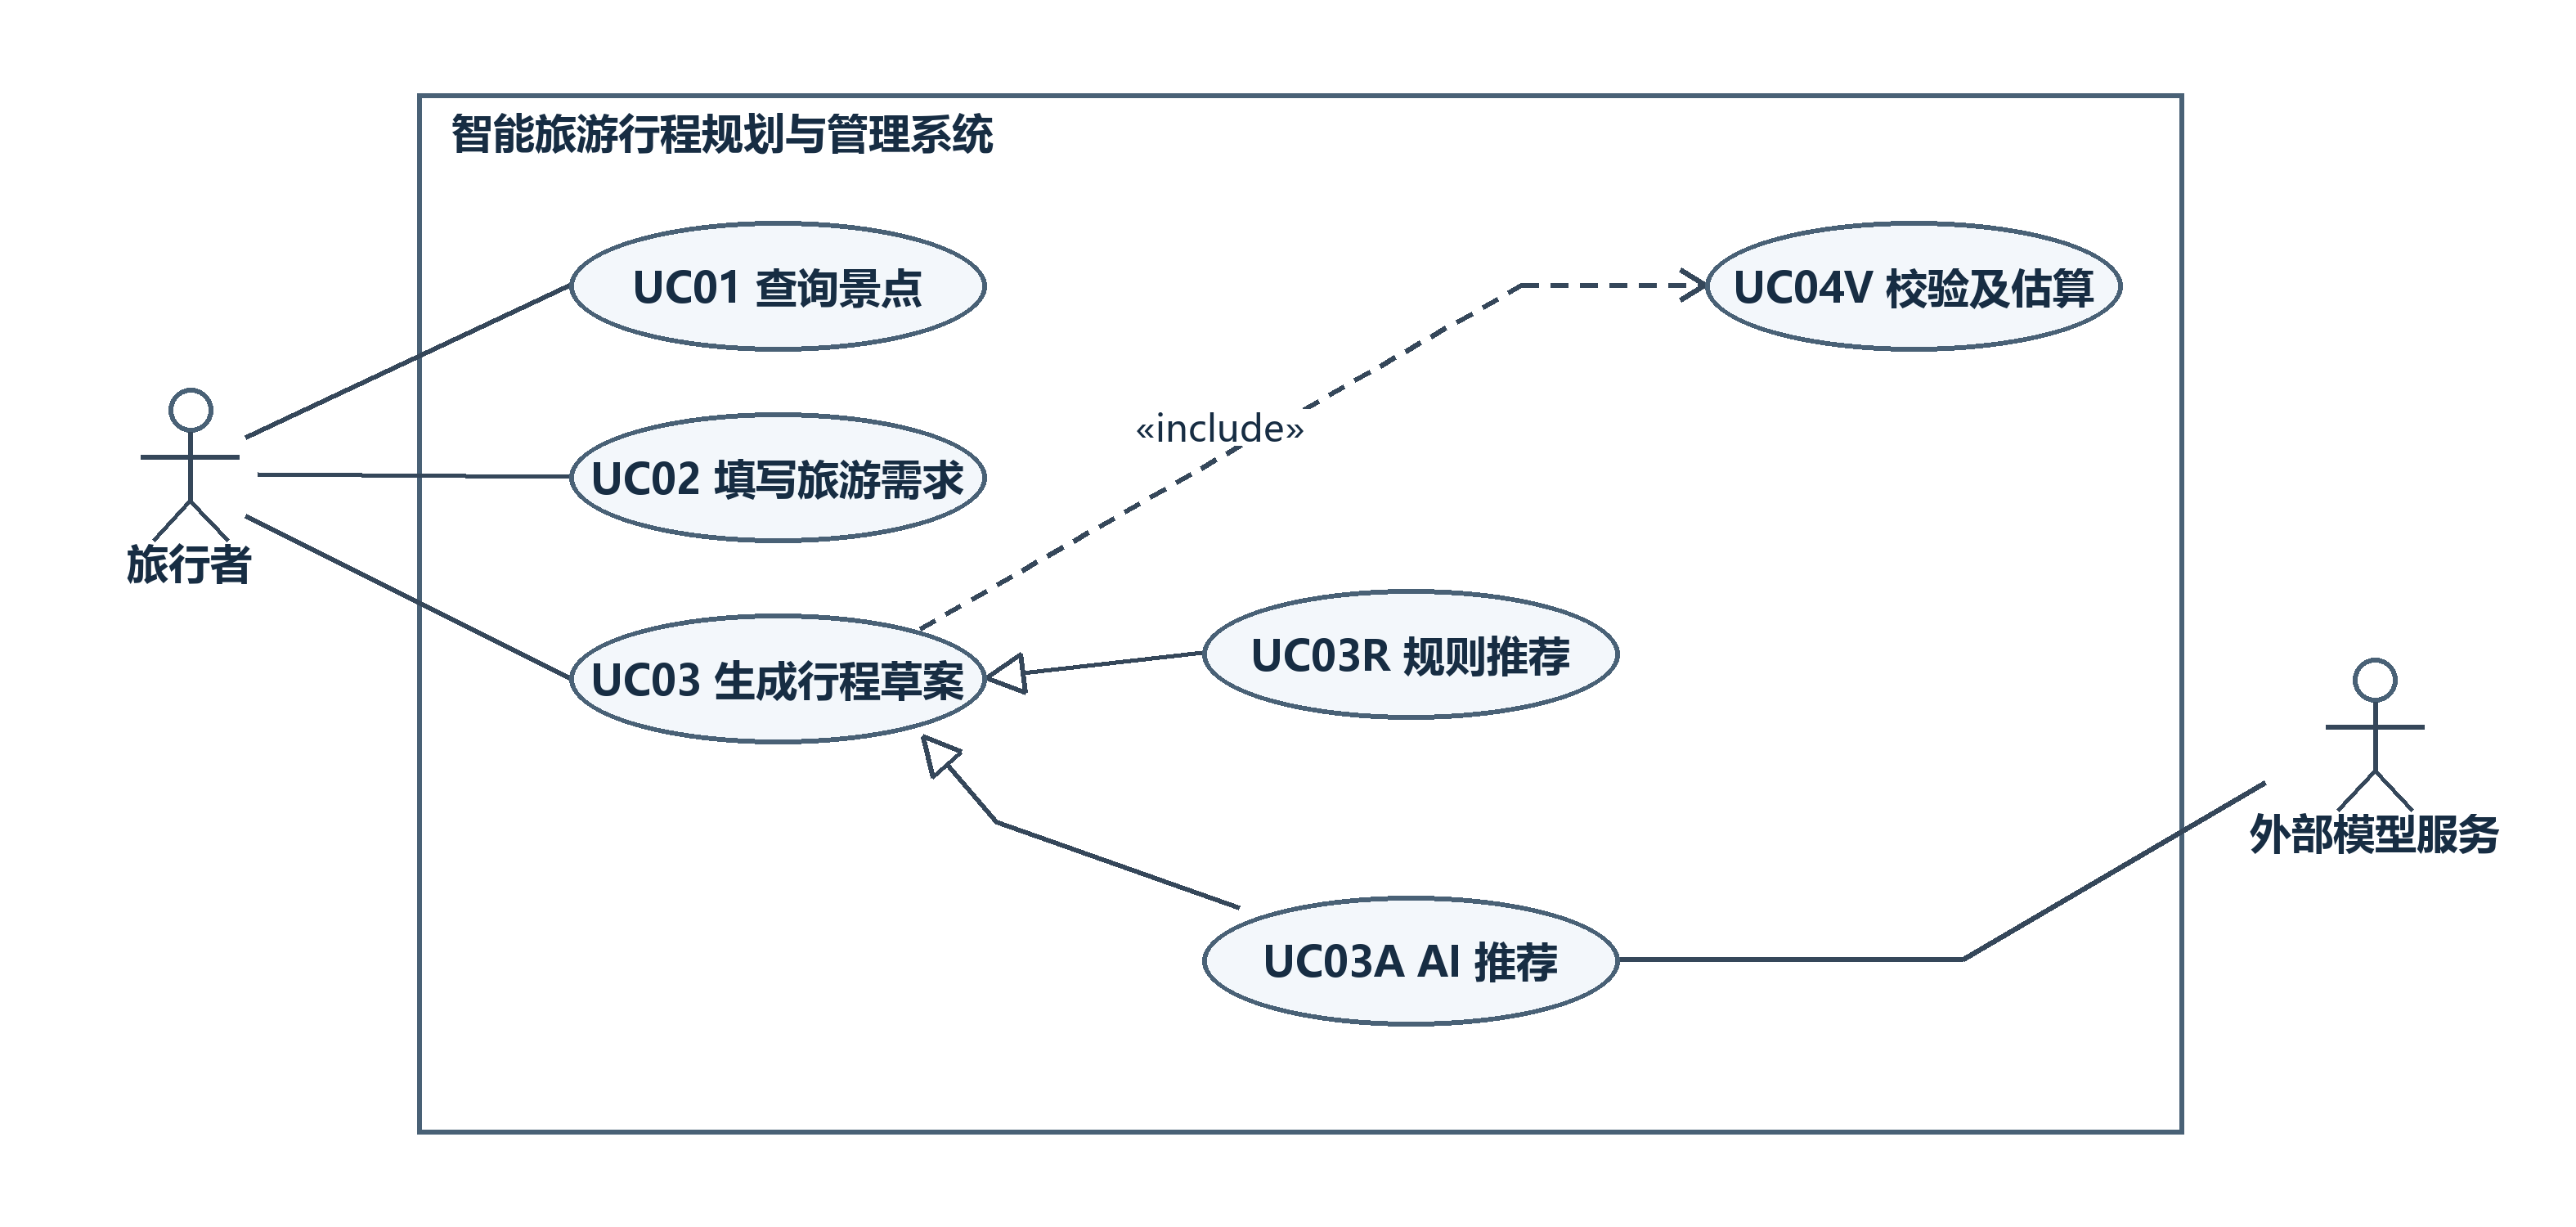 智能旅游行程规划与管理系统
UC01 查询景点
UC04V 校验及估算
«include»
UC02 填写旅游需求
旅行者
UC03 生成行程草案
UC03R 规则推荐
外部模型服务
UC03A AI 推荐